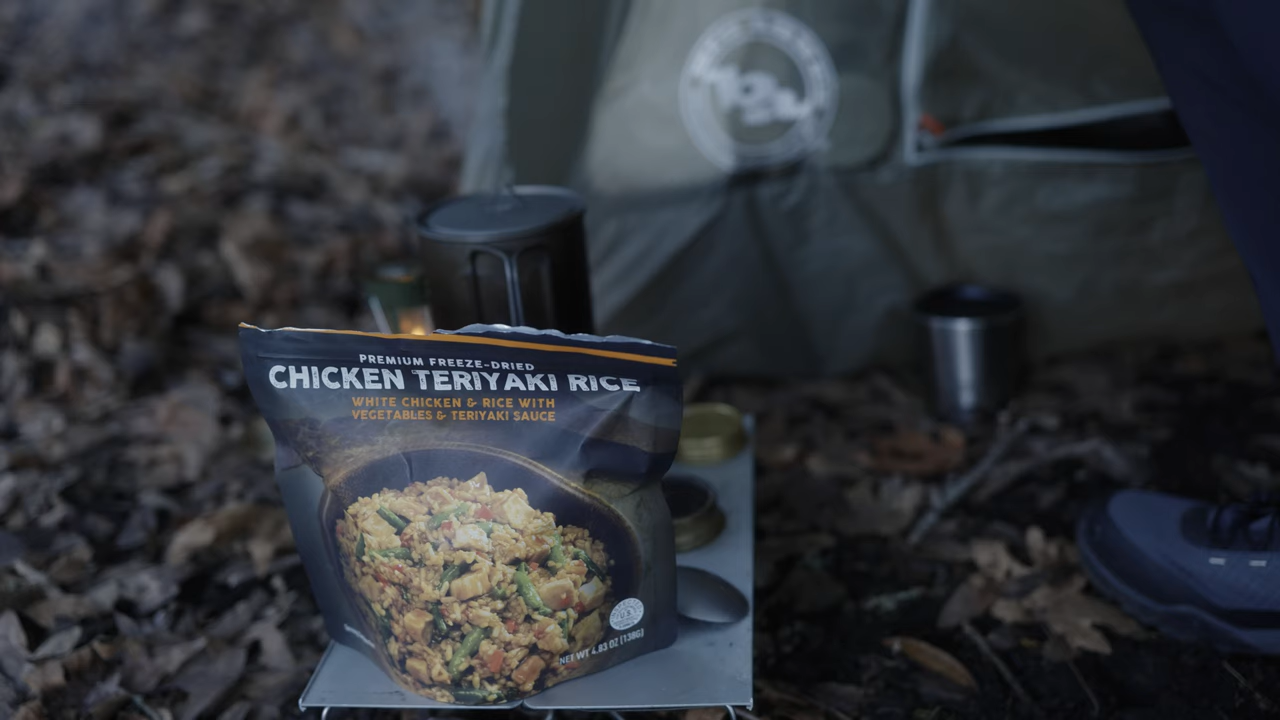 PREMIUM FREEZE-DRIED
CHICKEN TERIYAKI RICE
WHITE CHICKEN & RICE WITH
VEGETABLES & TERIYAKI SAUCE
NET WT 4.83 OZ (138G)